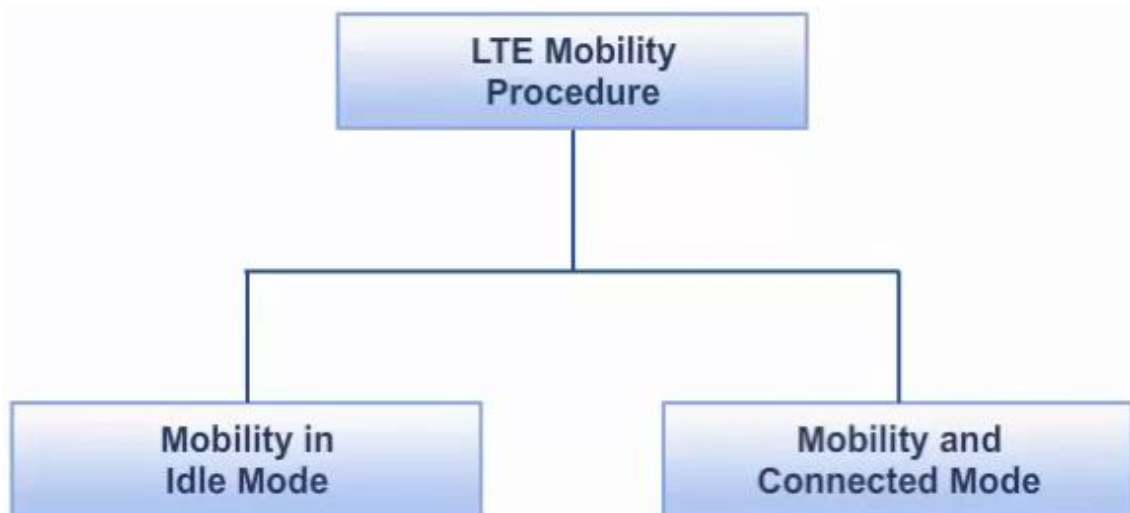 LTE Mobility
Procedure
Mobility in
Idle Mode
Mobility and
Connected Mode